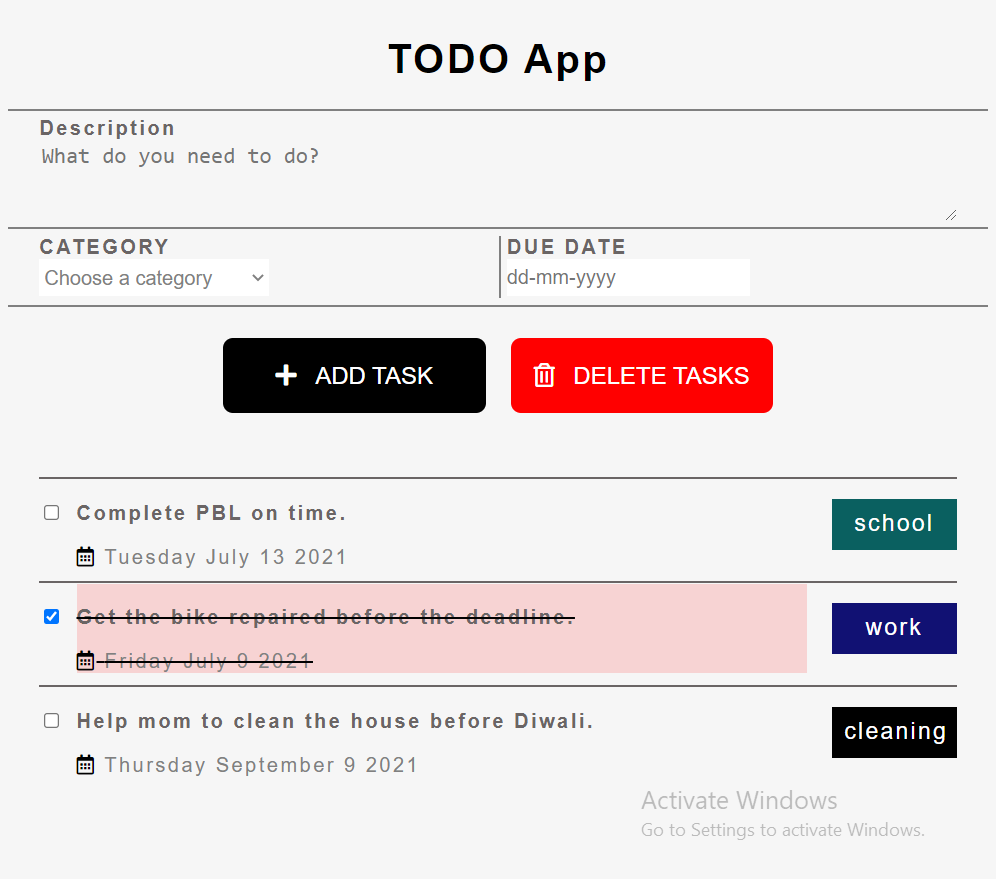 TODO App
Description
What do you need to do?
CATEGORY
DUE DATE
Choose a category
dd-mm-yyyy
ADD TASK
DELETE TASKS
Complete PBL on time.
school
Tuesday July 13 2021
Get the bike repaired before the deadline.
work
Friday July 9 2021
Help mom to clean the house before Diwali.
cleaning
Thursday September 9 2021
Activate Windows
Go to Settings to activate Windows.